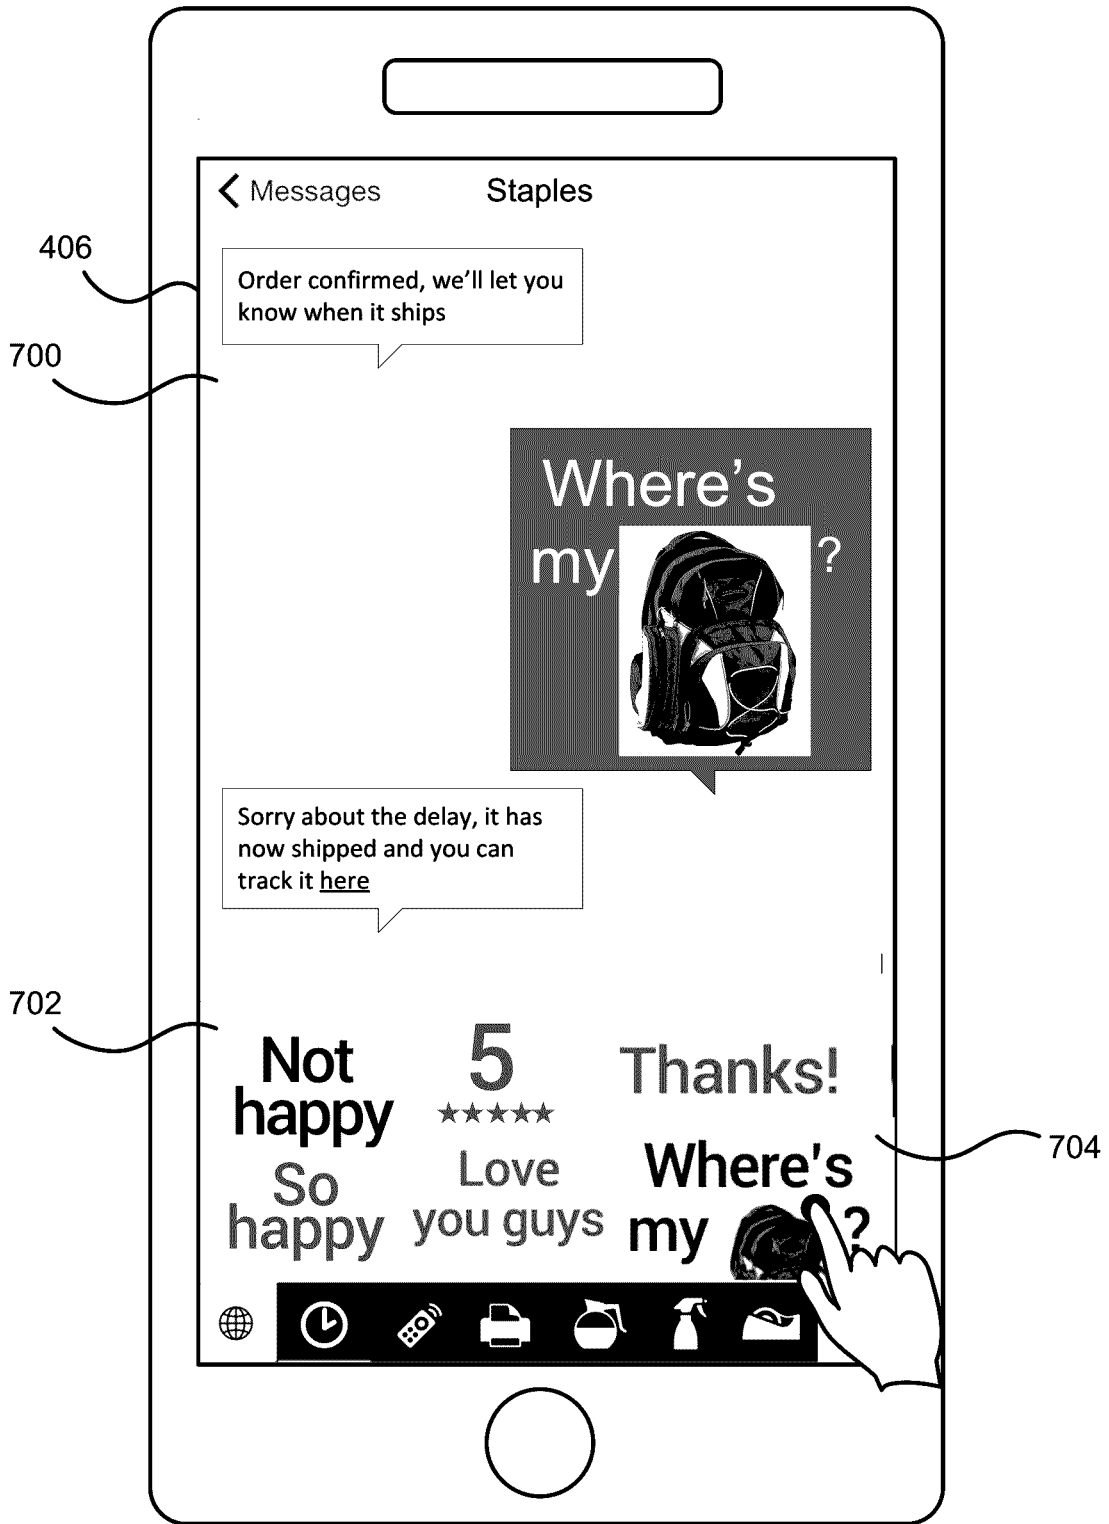 Messages
Staples
406
Order confirmed, we’ll let you
know when it ships
700
Where’s
my ?
Sorry about the delay, it has
now shipped and you can
track it here
702
Not
happy
5
★★★★★
Thanks!
704
So
happy
Love
you guys
Where's
my ?